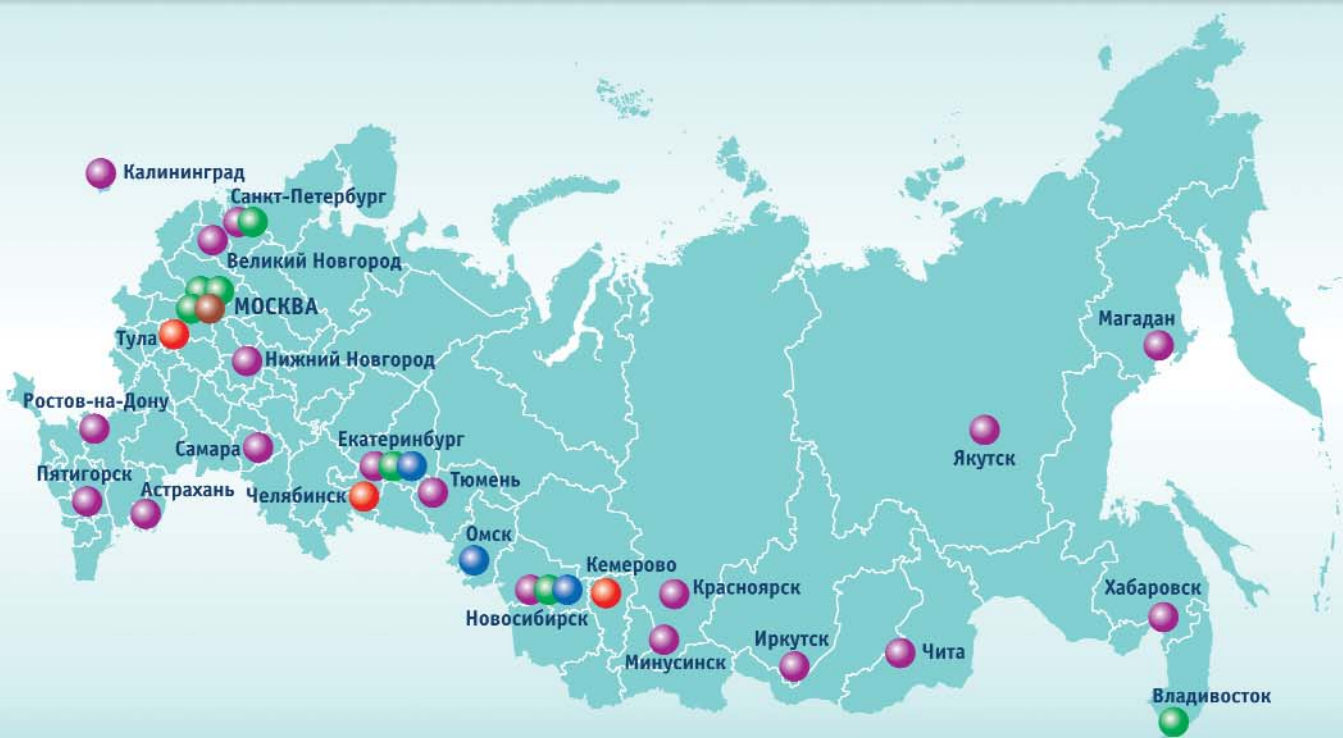 Калининград
Санкт-Петербург
Великий Новгород
МОСКВА
Тула
Нижний Новгород
Ростов-на-Дону
Самара
Екатеринбург
Пятигорск
Астрахань
Челябинск
Тюмень
Омск
Кемерово
Новосибирск
Красноярск
Минусинск
Иркутск
Чита
Магадан
Якутск
Хабаровск
Владивосток